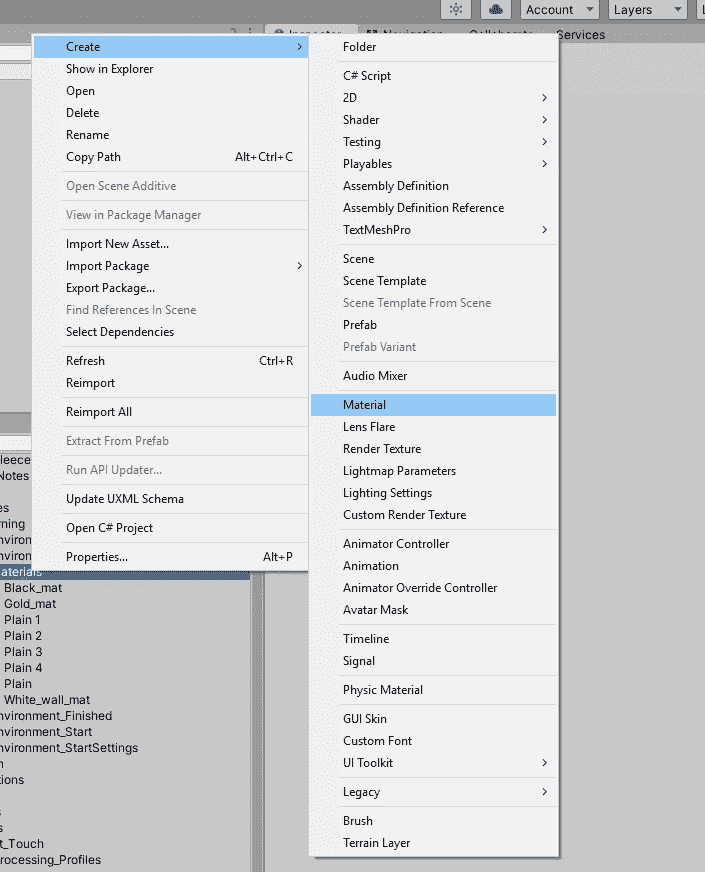 Account
Layers
Inspector
Navigation
Collaborate
Services
Create
Show in Explorer
Open
Delete
Rename
Copy Path Alt+Ctrl+C
Open Scene Additive
View in Package Manager
Import New Asset...
Import Package
Export Package...
Find References In Scene
Select Dependencies
Refresh Ctrl+R
Reimport
Reimport All
Extract From Prefab
Run API Updater...
Update UXML Schema
Open C# Project
Properties... Alt+P
Folder
C# Script
2D
Shader
Testing
Playables
Assembly Definition
Assembly Definition Reference
TextMeshPro
Scene
Scene Template
Scene Template From Scene
Prefab
Prefab Variant
Audio Mixer
Material
Lens Flare
Render Texture
Lightmap Parameters
Lighting Settings
Custom Render Texture
Animator Controller
Animation
Animator Override Controller
Avatar Mask
Timeline
Signal
Physic Material
GUI Skin
Custom Font
UI Toolkit
Legacy
Brush
Terrain Layer
leece
Notes
es
rning
nviron
nviron
aterials
Black_mat
Gold_mat
Plain 1
Plain 2
Plain 3
Plain 4
Plain
White_wall_mat
nvironment_Finished
nvironment_Start
nvironment_StartSettings
n
tions
s
s
t_Touch
rocessing_Profiles